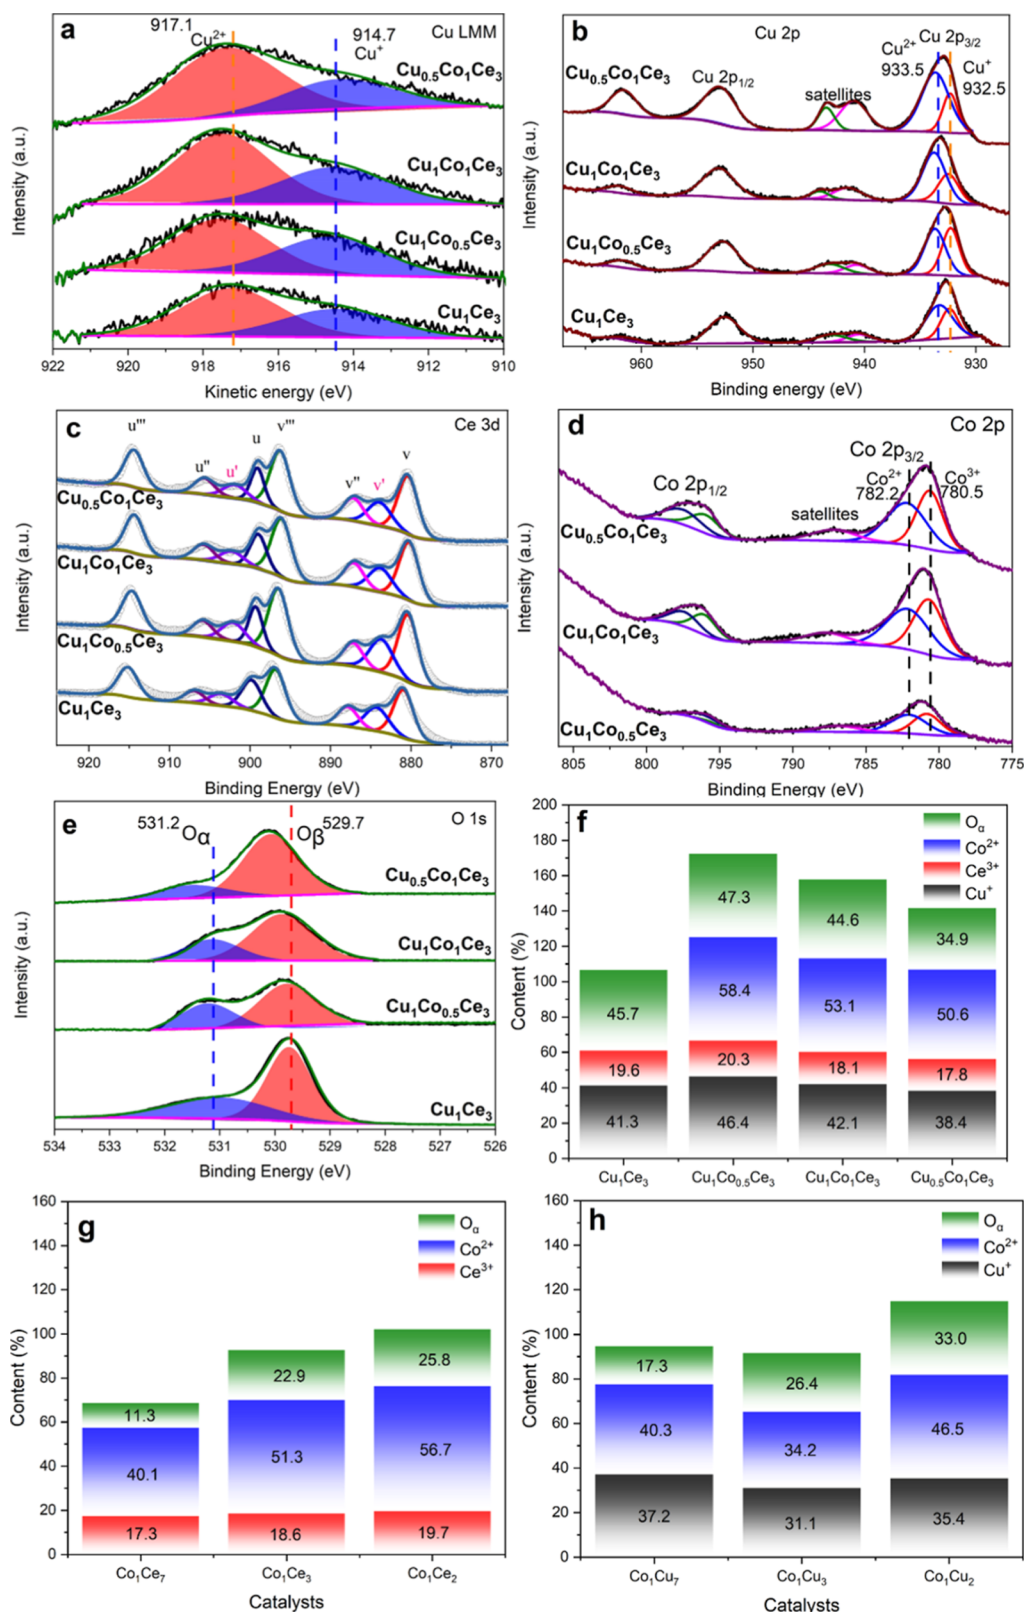 a
917.1
Cu²⁺
914.7
Cu⁺
Cu LMM
Cu₀.₅Co₁Ce₃
Cu₁Co₁Ce₃
Cu₁Co₀.₅Ce₃
Cu₁Ce₃
Intensity (a.u.)
922 920 918 916 914 912 910
Kinetic energy (eV)
b
Cu 2p
Cu²⁺ Cu 2p₃/₂
933.5
Cu⁺
932.5
Cu 2p₁/₂
satellites
Cu₀.₅Co₁Ce₃
Cu₁Co₁Ce₃
Cu₁Co₀.₅Ce₃
Cu₁Ce₃
Intensity (a.u.)
960 950 940 930
Binding energy (eV)
c
Ce 3d
u''' u'' u' u v''' v'' v' v
Cu₀.₅Co₁Ce₃
Cu₁Co₁Ce₃
Cu₁Co₀.₅Ce₃
Cu₁Ce₃
Intensity (a.u.)
920 910 900 890 880 870
Binding Energy (eV)
d
Co 2p
Co 2p₃/₂
Co²⁺
782.2
Co³⁺
780.5
Co 2p₁/₂
satellites
Cu₀.₅Co₁Ce₃
Cu₁Co₁Ce₃
Cu₁Co₀.₅Ce₃
Intensity (a.u.)
805 800 795 790 785 780 775
Binding Energy (eV)
e
531.2
Oα
529.7
Oβ
O 1s
Cu₀.₅Co₁Ce₃
Cu₁Co₁Ce₃
Cu₁Co₀.₅Ce₃
Cu₁Ce₃
Intensity (a.u.)
534 533 532 531 530 529 528 527 526
Binding Energy (eV)
f
Oα
Co²⁺
Ce³⁺
Cu⁺
Content (%)
200
180
160
140
120
100
80
60
40
20
0
45.7
19.6
41.3
47.3
58.4
20.3
46.4
44.6
53.1
18.1
42.1
34.9
50.6
17.8
38.4
Cu₁Ce₃ Cu₁Co₀.₅Ce₃ Cu₁Co₁Ce₃ Cu₀.₅Co₁Ce₃
g
Oα
Co²⁺
Ce³⁺
Content (%)
160
140
120
100
80
60
40
20
0
11.3
40.1
17.3
22.9
51.3
18.6
25.8
56.7
19.7
Co₁Ce₇ Co₁Ce₃ Co₁Ce₂
Catalysts
h
Oα
Co²⁺
Cu⁺
Content (%)
160
140
120
100
80
60
40
20
0
17.3
40.3
37.2
26.4
34.2
31.1
33.0
46.5
35.4
Co₁Cu₇ Co₁Cu₃ Co₁Cu₂
Catalysts